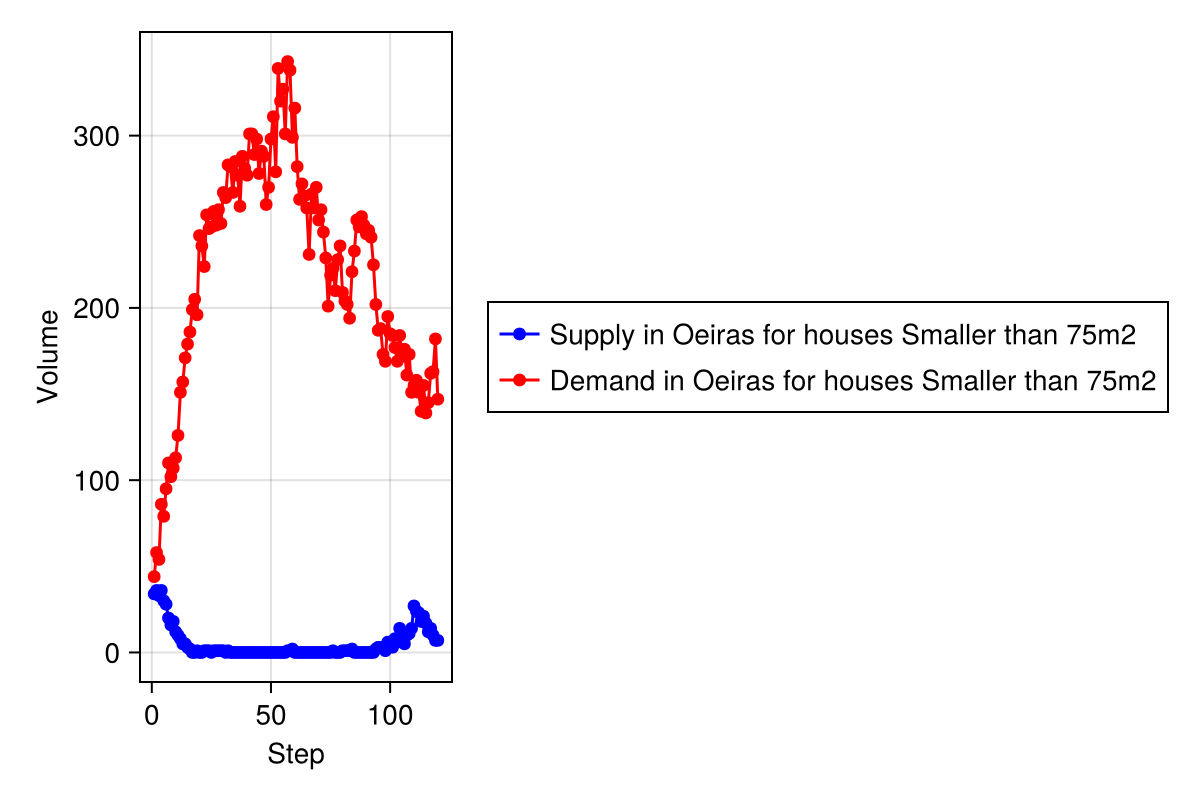 300
200
100
0
Volume
0 50 100
Step
Supply in Oeiras for houses Smaller than 75m2
Demand in Oeiras for houses Smaller than 75m2